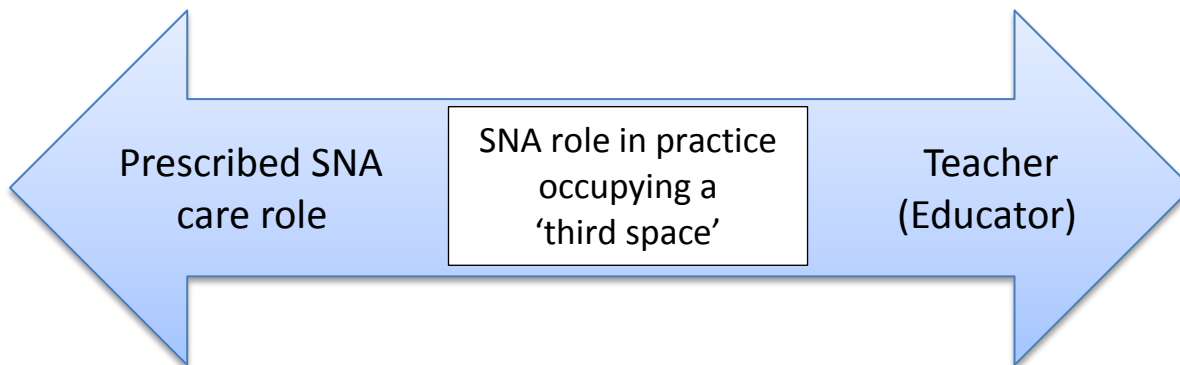 Prescribed SNA
care role
SNA role in practice
occupying a
‘third space’
Teacher
(Educator)